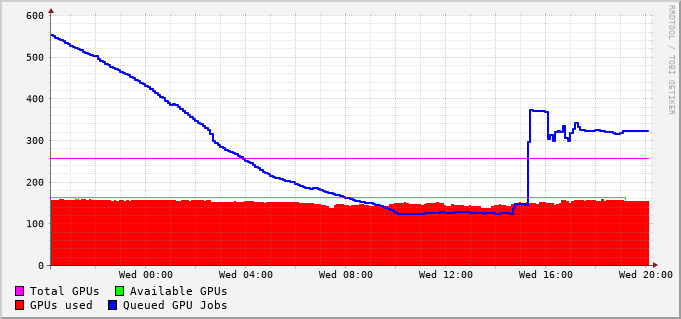 600
500
400
300
200
100
0
Wed 00:00 Wed 04:00 Wed 08:00 Wed 12:00 Wed 16:00 Wed 20:00
Total GPUs Available GPUs
GPUs used Queued GPU Jobs
RRDTOOL / TOBI OETIKER